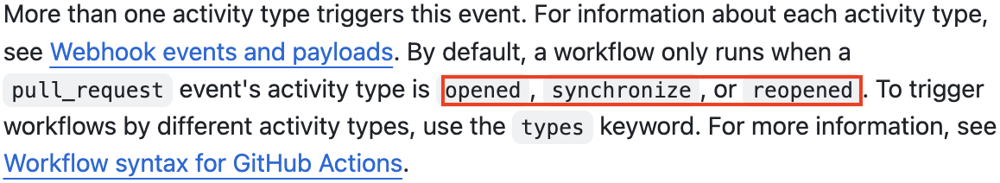 More than one activity type triggers this event. For information about each activity type,
see Webhook events and payloads. By default, a workflow only runs when a
pull_request event's activity type is opened, synchronize, or reopened. To trigger
workflows by different activity types, use the types keyword. For more information, see
Workflow syntax for GitHub Actions.